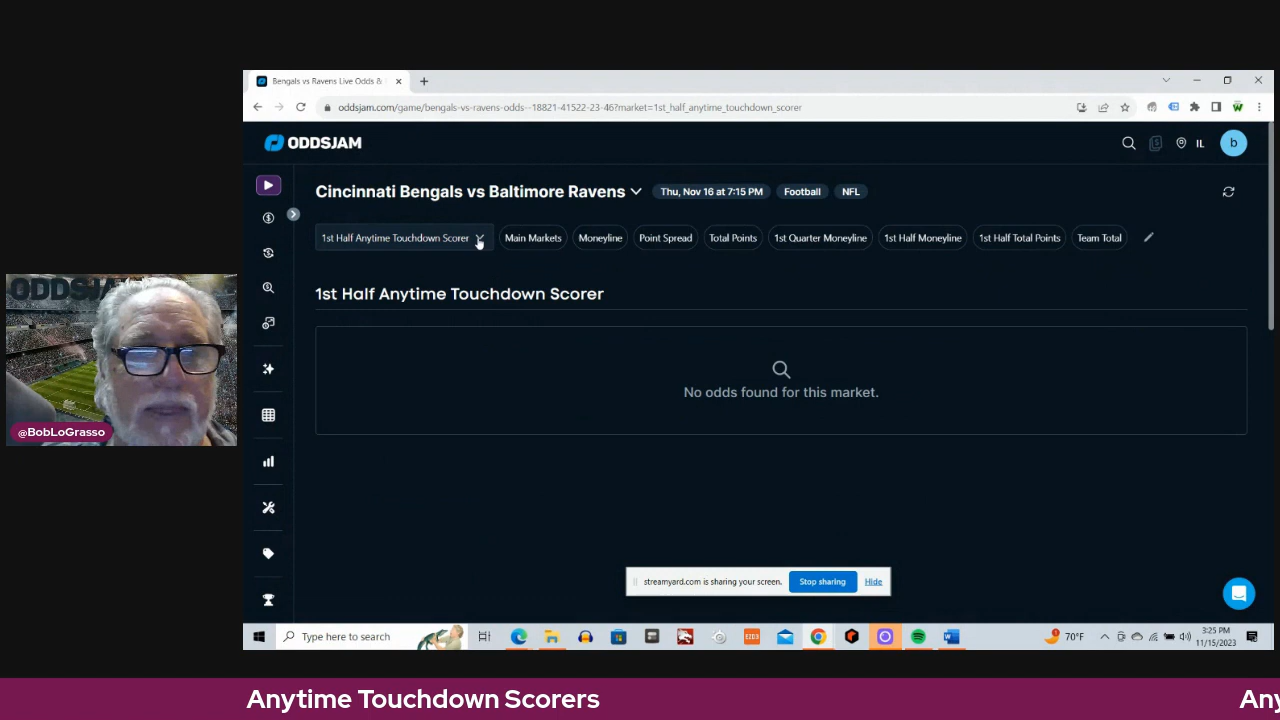 Bengals vs Ravens Live Odds &
oddsjam.com/game/bengals-vs-ravens-odds--18821-41522-23-46?market=1st_half_anytime_touchdown_scorer
ODDSJAM
IL
b
Cincinnati Bengals vs Baltimore Ravens
Thu, Nov 16 at 7:15 PM
Football
NFL
1st Half Anytime Touchdown Scorer
Main Markets
Moneyline
Point Spread
Total Points
1st Quarter Moneyline
1st Half Moneyline
1st Half Total Points
Team Total
1st Half Anytime Touchdown Scorer
No odds found for this market.
ODDSJA
@BobLoGrasso
streamyard.com is sharing your screen.
Stop sharing
Hide
Type here to search
70°F
3:25 PM
11/15/2023
Anytime Touchdown Scorers
Any